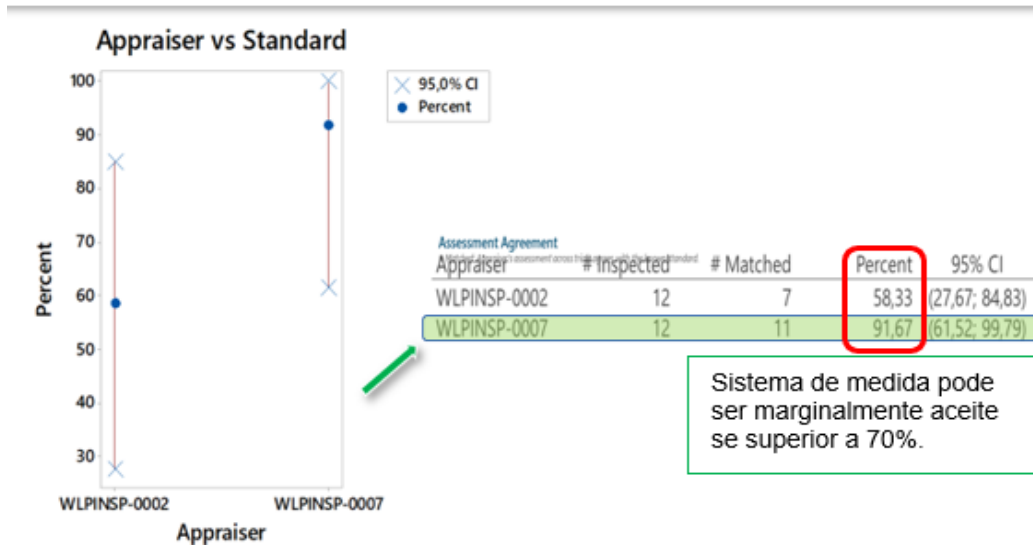 Appraiser vs Standard
100
90
80
70
60
50
40
30
Percent
WLPINSP-0002 WLPINSP-0007
Appraiser
95,0% CI
Percent
Assessment Agreement
Appraiser # Inspected # Matched Percent 95% CI
WLPINSP-0002 12 7 58,33 (27,67; 84,83)
WLPINSP-0007 12 11 91,67 (61,52; 99,79)
Sistema de medida pode
ser marginalmente aceite
se superior a 70%.